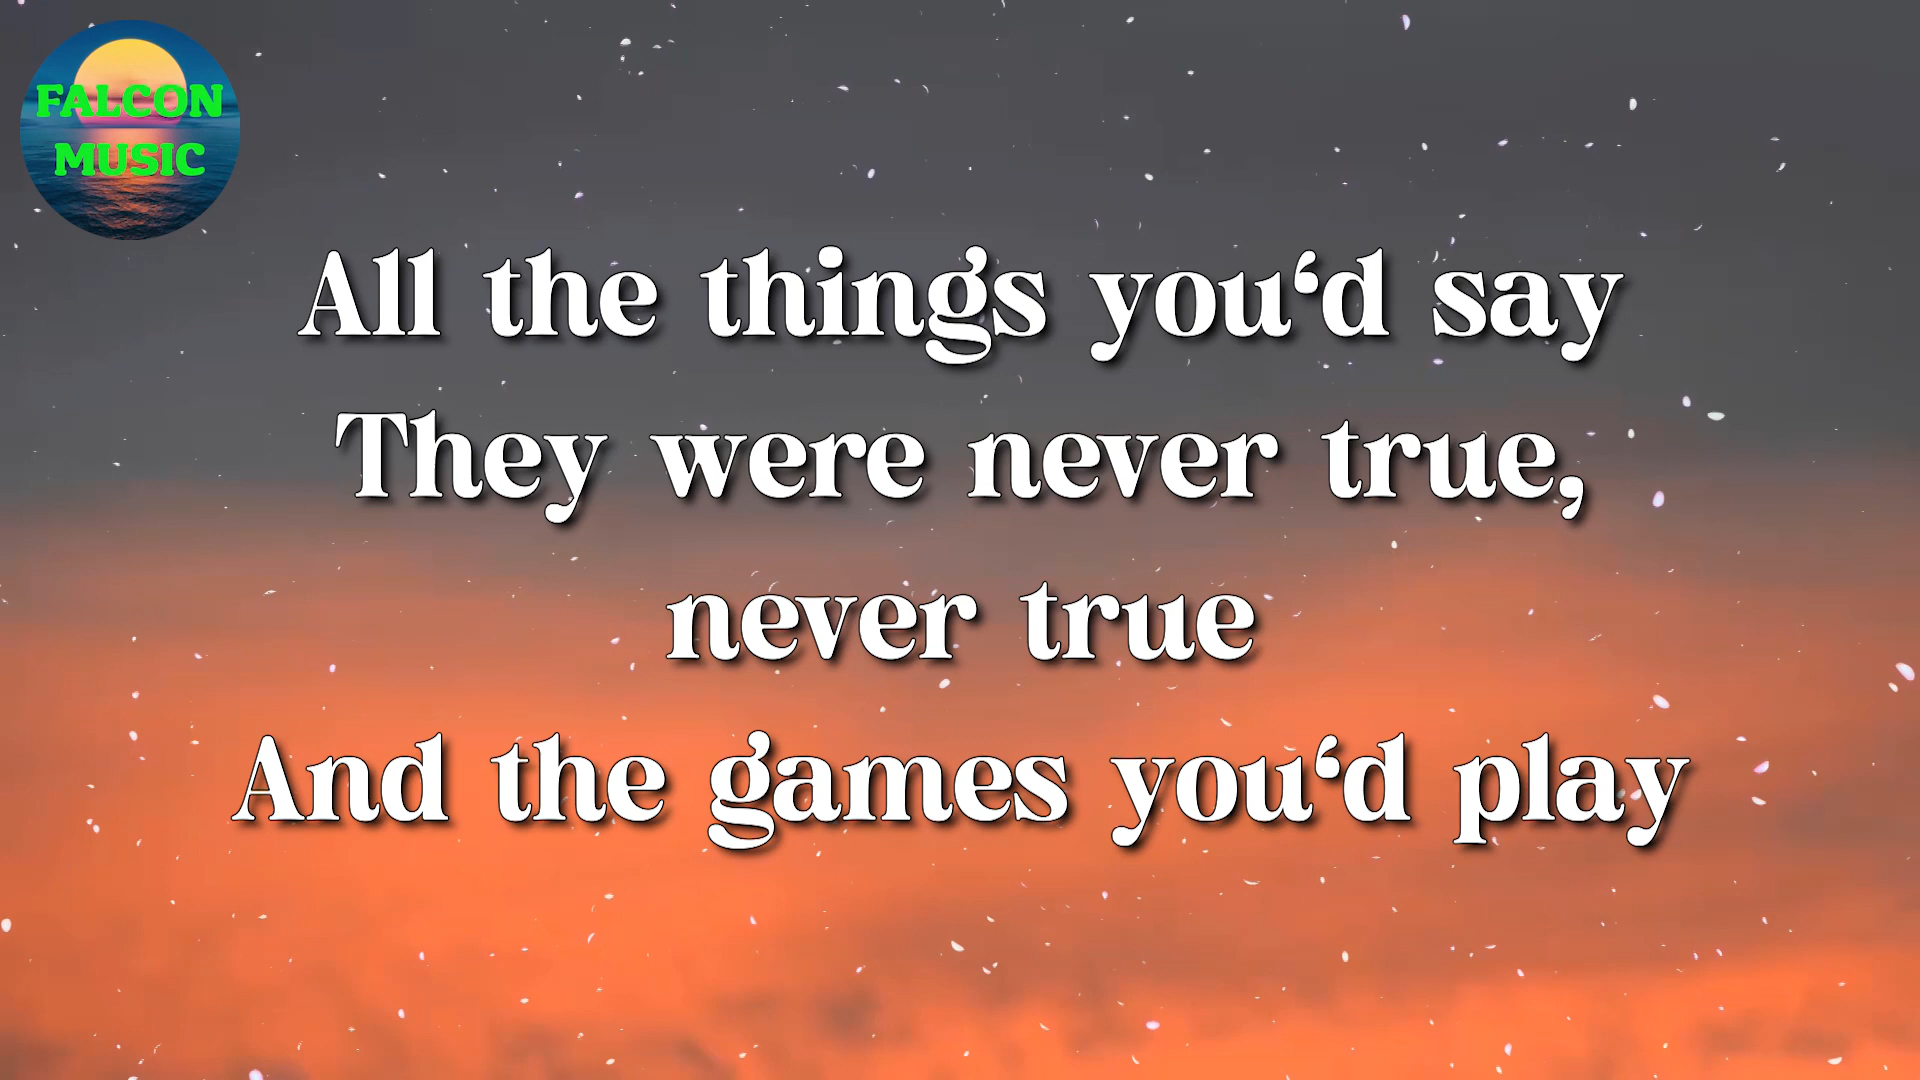 FALCON
MUSIC
All the things you‘d say
They were never true,
never true
And the games you‘d play